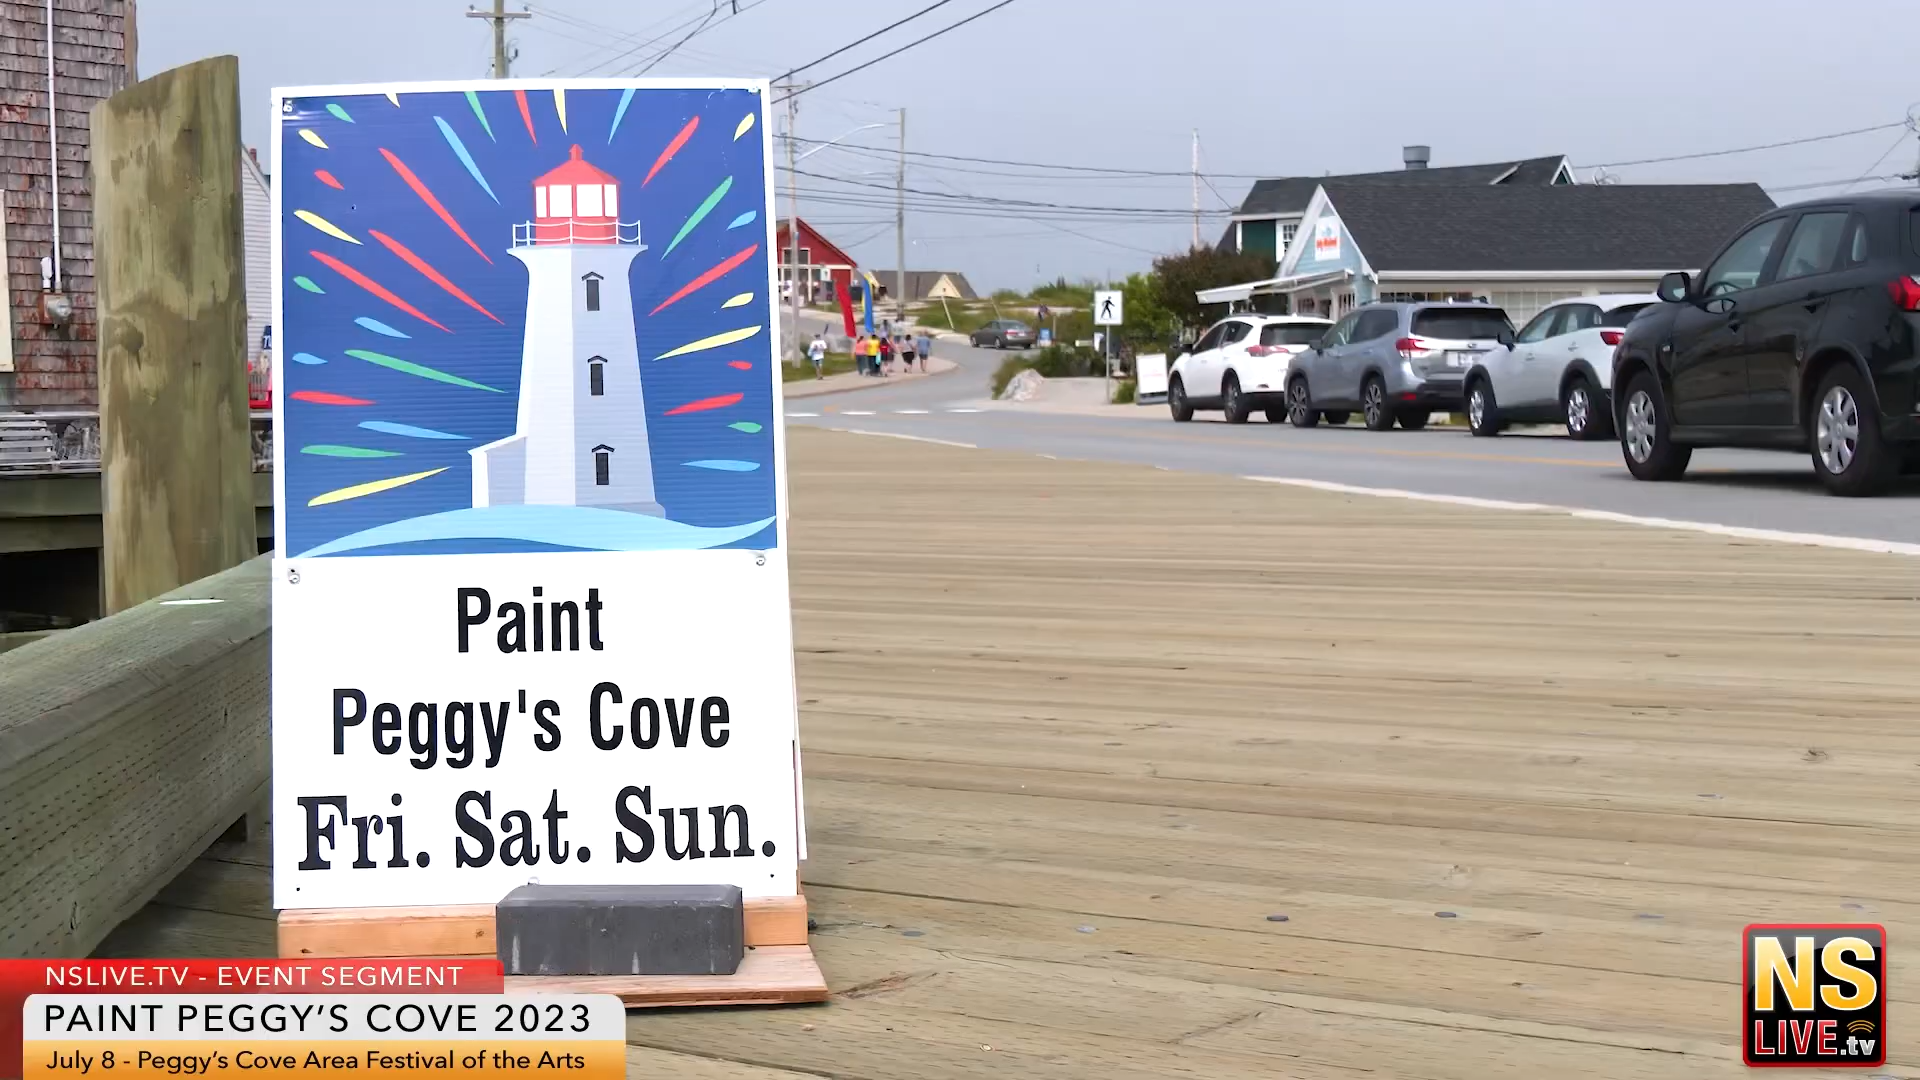 Paint
Peggy's Cove
Fri. Sat. Sun.
NSLIVE.TV - EVENT SEGMENT
PAINT PEGGY'S COVE 2023
July 8 - Peggy's Cove Area Festival of the Arts
NS
LIVE.tv